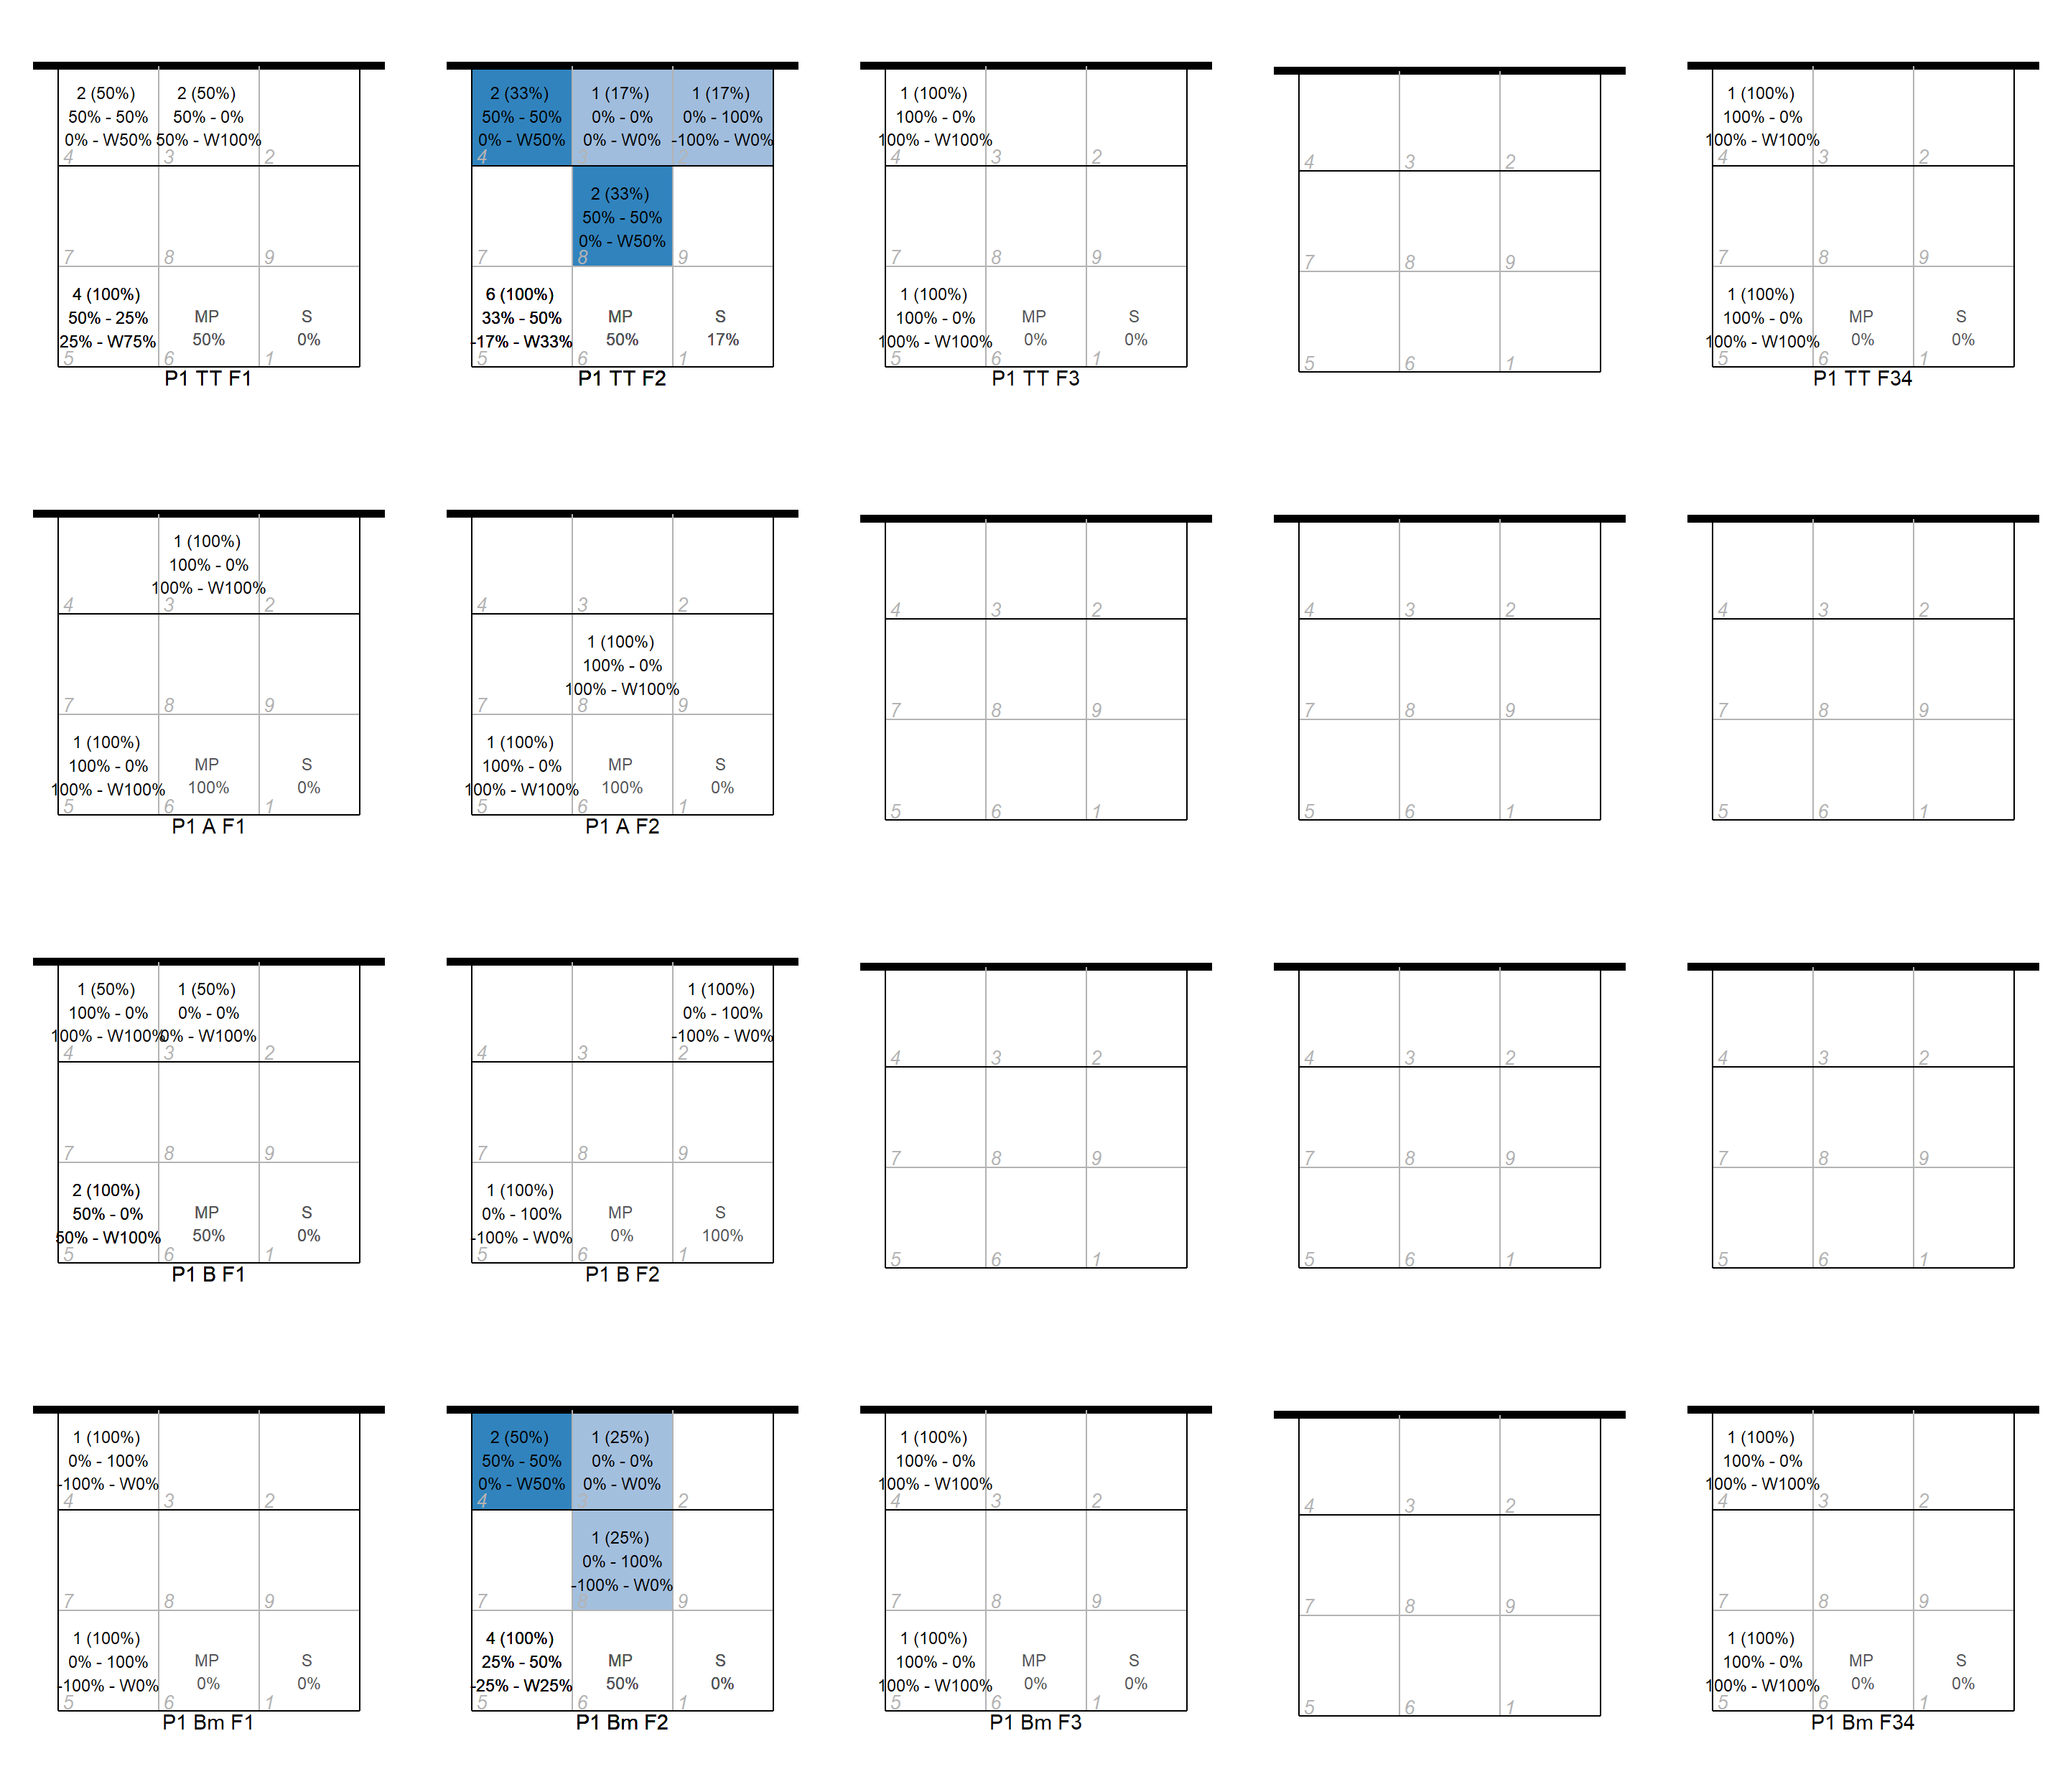 2 (50%) 2 (50%)
50% - 50% 50% - 0%
0% - W50% 50% - W100%
4 3 2
7 8 9
4 (100%)
50% - 25% MP S
25% - W75% 50% 0%
5 6 1
P1 TT F1
2 (33%) 1 (17%) 1 (17%)
50% - 50% 0% - 0% 0% - 100%
0% - W50% 0% - W0% -100% - W0%
4 3 2
2 (33%)
50% - 50%
0% - W50%
7 8 9
6 (100%)
33% - 50% MP S
-17% - W33% 50% 17%
5 6 1
P1 TT F2
1 (100%)
100% - 0%
100% - W100%
4 3 2
7 8 9
1 (100%)
100% - 0% MP S
100% - W100% 0% 0%
5 6 1
P1 TT F3
4 3 2
7 8 9
5 6 1
1 (100%)
100% - 0%
100% - W100%
4 3 2
7 8 9
1 (100%)
100% - 0% MP S
100% - W100% 0% 0%
5 6 1
P1 TT F34
1 (100%)
100% - 0%
100% - W100%
4 3 2
7 8 9
1 (100%)
100% - 0% MP S
100% - W100% 100% 0%
5 6 1
P1 A F1
4 3 2
1 (100%)
100% - 0%
100% - W100%
7 8 9
1 (100%)
100% - 0% MP S
100% - W100% 100% 0%
5 6 1
P1 A F2
4 3 2
7 8 9
5 6 1
4 3 2
7 8 9
5 6 1
4 3 2
7 8 9
5 6 1
1 (50%) 1 (50%)
100% - 0% 0% - 0%
100% - W100% 0% - W100%
4 3 2
7 8 9
2 (100%)
50% - 0% MP S
50% - W100% 50% 0%
5 6 1
P1 B F1
1 (100%)
0% - 100%
-100% - W0%
4 3 2
7 8 9
1 (100%)
0% - 100% MP S
-100% - W0% 0% 100%
5 6 1
P1 B F2
4 3 2
7 8 9
5 6 1
4 3 2
7 8 9
5 6 1
4 3 2
7 8 9
5 6 1
1 (100%)
0% - 100%
-100% - W0%
4 3 2
7 8 9
1 (100%)
0% - 100% MP S
-100% - W0% 0% 0%
5 6 1
P1 Bm F1
2 (50%) 1 (25%)
50% - 50% 0% - 0%
0% - W50% 0% - W0%
4 3 2
1 (25%)
0% - 100%
-100% - W0%
7 8 9
4 (100%)
25% - 50% MP S
-25% - W25% 50% 0%
5 6 1
P1 Bm F2
1 (100%)
100% - 0%
100% - W100%
4 3 2
7 8 9
1 (100%)
100% - 0% MP S
100% - W100% 0% 0%
5 6 1
P1 Bm F3
4 3 2
7 8 9
5 6 1
1 (100%)
100% - 0%
100% - W100%
4 3 2
7 8 9
1 (100%)
100% - 0% MP S
100% - W100% 0% 0%
5 6 1
P1 Bm F34